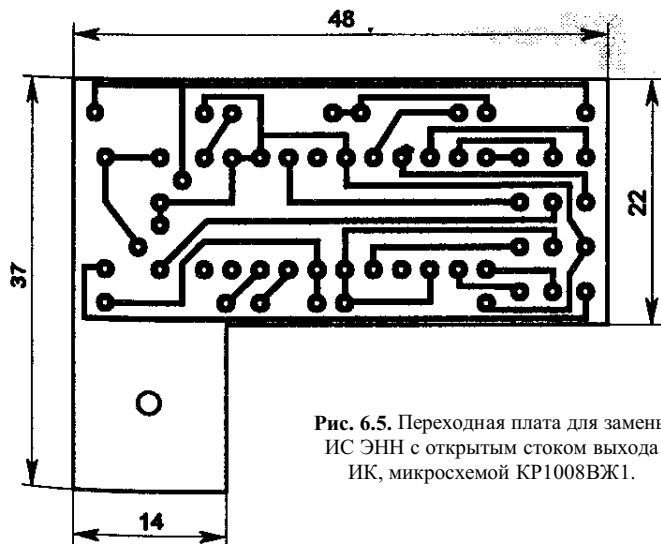 48
37
22
Рис. 6.5. Переходная плата для замены
ИС ЭНН с открытым стоком выхода
ИК, микросхемой КР1008ВЖ1.
14